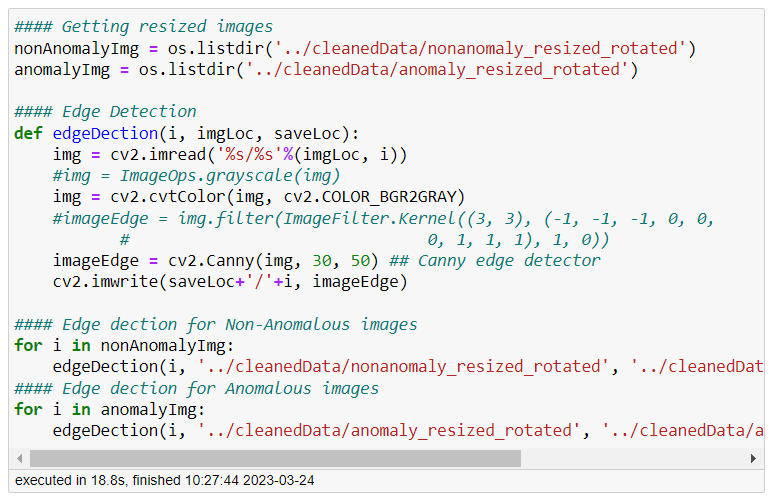 #### Getting resized images
nonAnomalyImg = os.listdir('../cleanedData/nonanomaly_resized_rotated')
anomalyImg = os.listdir('../cleanedData/anomaly_resized_rotated')

#### Edge Detection
def edgeDection(i, imgLoc, saveLoc):
    img = cv2.imread('%s/%s'%(imgLoc, i))
    #img = ImageOps.grayscale(img)
    img = cv2.cvtColor(img, cv2.COLOR_BGR2GRAY)
    #imageEdge = img.filter(ImageFilter.Kernel((3, 3), (-1, -1, -1, 0, 0,
           #                            0, 1, 1, 1), 1, 0))
    imageEdge = cv2.Canny(img, 30, 50) ## Canny edge detector
    cv2.imwrite(saveLoc+'/'+i, imageEdge)

#### Edge dection for Non-Anomalous images
for i in nonAnomalyImg:
    edgeDection(i, '../cleanedData/nonanomaly_resized_rotated', '../cleanedDat
#### Edge dection for Anomalous images
for i in anomalyImg:
    edgeDection(i, '../cleanedData/anomaly_resized_rotated', '../cleanedData/a
executed in 18.8s, finished 10:27:44 2023-03-24